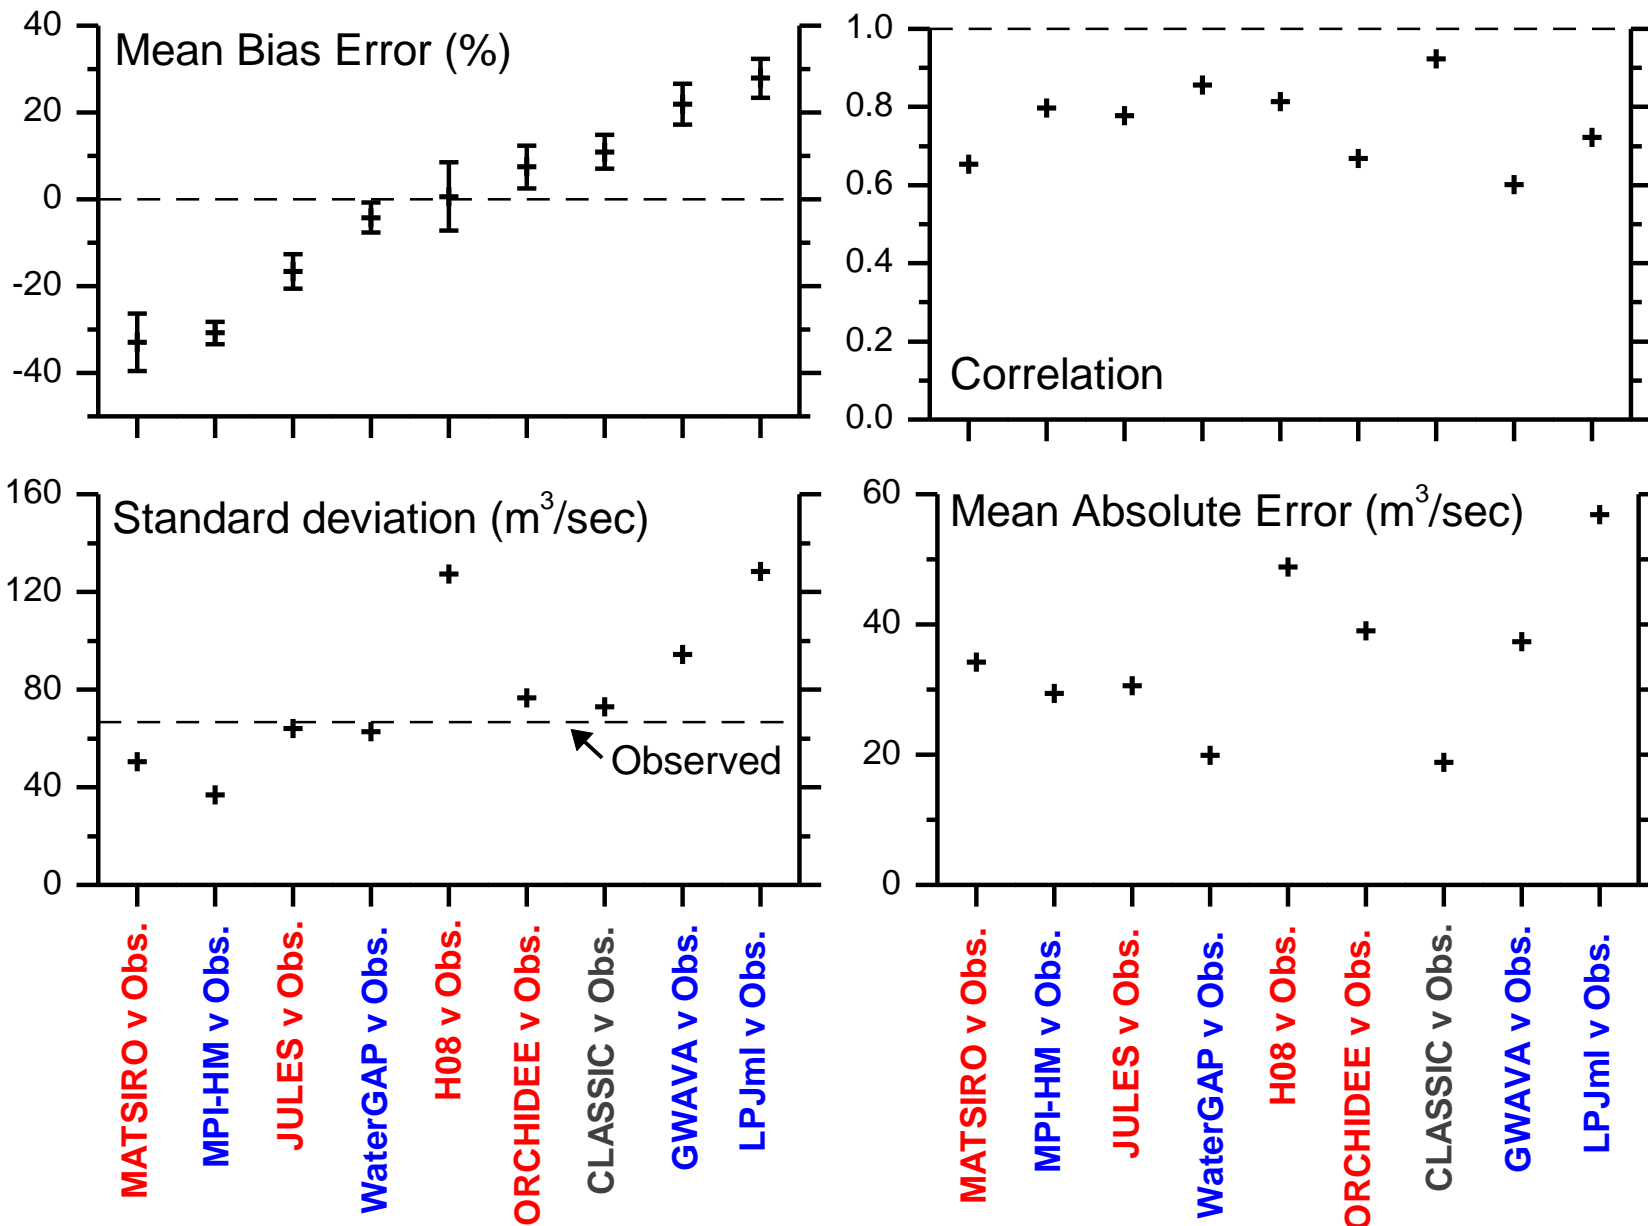 Mean Bias Error (%)
40
20
0
-20
-40
Correlation
1.0
0.8
0.6
0.4
0.2
0.0
Standard deviation (m³/sec)
160
120
80
40
0
Observed
Mean Absolute Error (m³/sec)
60
40
20
0
MATSIRO v Obs.
MPI-HM v Obs.
JULES v Obs.
WaterGAP v Obs.
H08 v Obs.
ORCHIDEE v Obs.
CLASSIC v Obs.
GWAVA v Obs.
LPJml v Obs.
MATSIRO v Obs.
MPI-HM v Obs.
JULES v Obs.
WaterGAP v Obs.
H08 v Obs.
ORCHIDEE v Obs.
CLASSIC v Obs.
GWAVA v Obs.
LPJml v Obs.